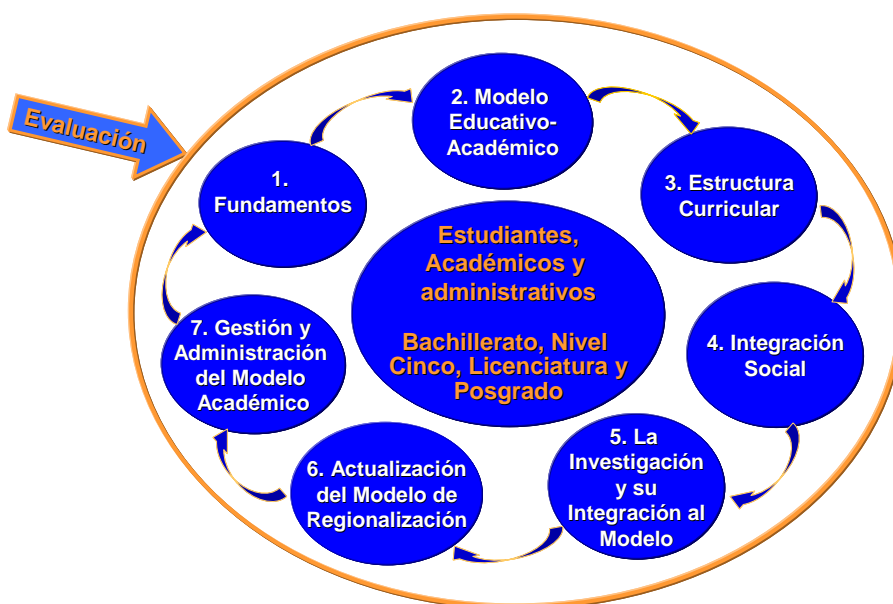 Evaluación
1.
Fundamentos
2. Modelo
Educativo-
Académico
3. Estructura
Curricular
4. Integración
Social
5. La
Investigación
y su
Integración al
Modelo
6. Actualización
del Modelo de
Regionalización
7. Gestión y
Administración
del Modelo
Académico
Estudiantes,
Académicos y
administrativos
Bachillerato, Nivel
Cinco, Licenciatura y
Posgrado